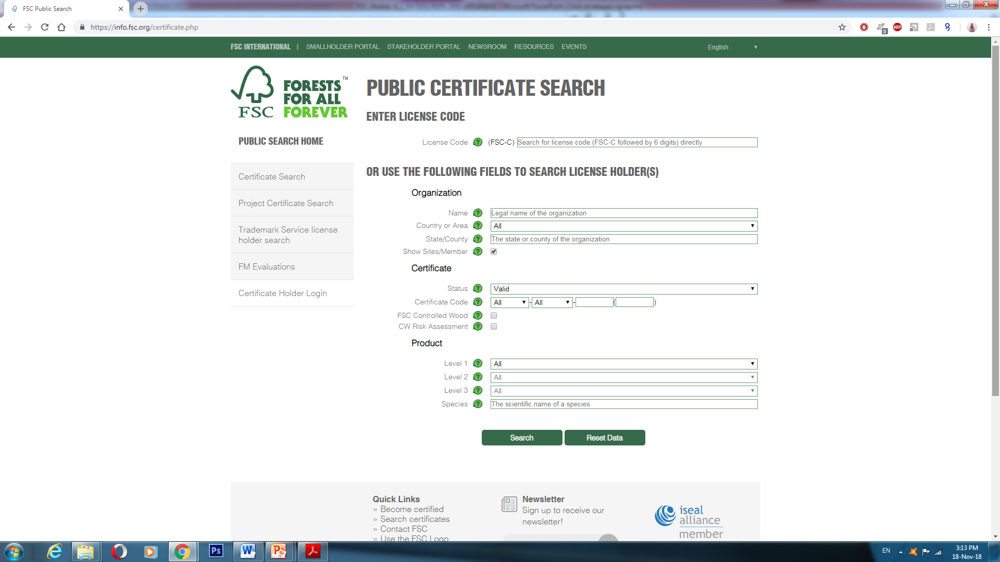 FSC Public Search
https://info.fsc.org/certificate.php
0
ABP
FSC INTERNATIONAL | SMALLHOLDER PORTAL STAKEHOLDER PORTAL NEWSROOM RESOURCES EVENTS
English
FORESTS™
FOR ALL
FOREVER
FSC
PUBLIC CERTIFICATE SEARCH
ENTER LICENSE CODE
PUBLIC SEARCH HOME
License Code ? (FSC-C) Search for license code (FSC-C followed by 6 digits) directly
Certificate Search
Project Certificate Search
Trademark Service license
holder search
FM Evaluations
Certificate Holder Login
OR USE THE FOLLOWING FIELDS TO SEARCH LICENSE HOLDER(S)
Organization
Name ? Legal name of the organization
Country or Area ? All
State/County ? The state or county of the organization
Show Sites/Member ?
Certificate
Status ? Valid
Certificate Code ? All - All - ( )
FSC Controlled Wood ?
CW Risk Assessment ?
Product
Level 1 ? All
Level 2 ? All
Level 3 ? All
Species ? The scientific name of a species
Search
Reset Data
Quick Links
» Become certified
» Search certificates
» Contact FSC
» Use the FSC Logo
Newsletter
Sign up to receive our
newsletter!
iseal
alliance
member
Ps
EN
3:13 PM
18-Nov-18